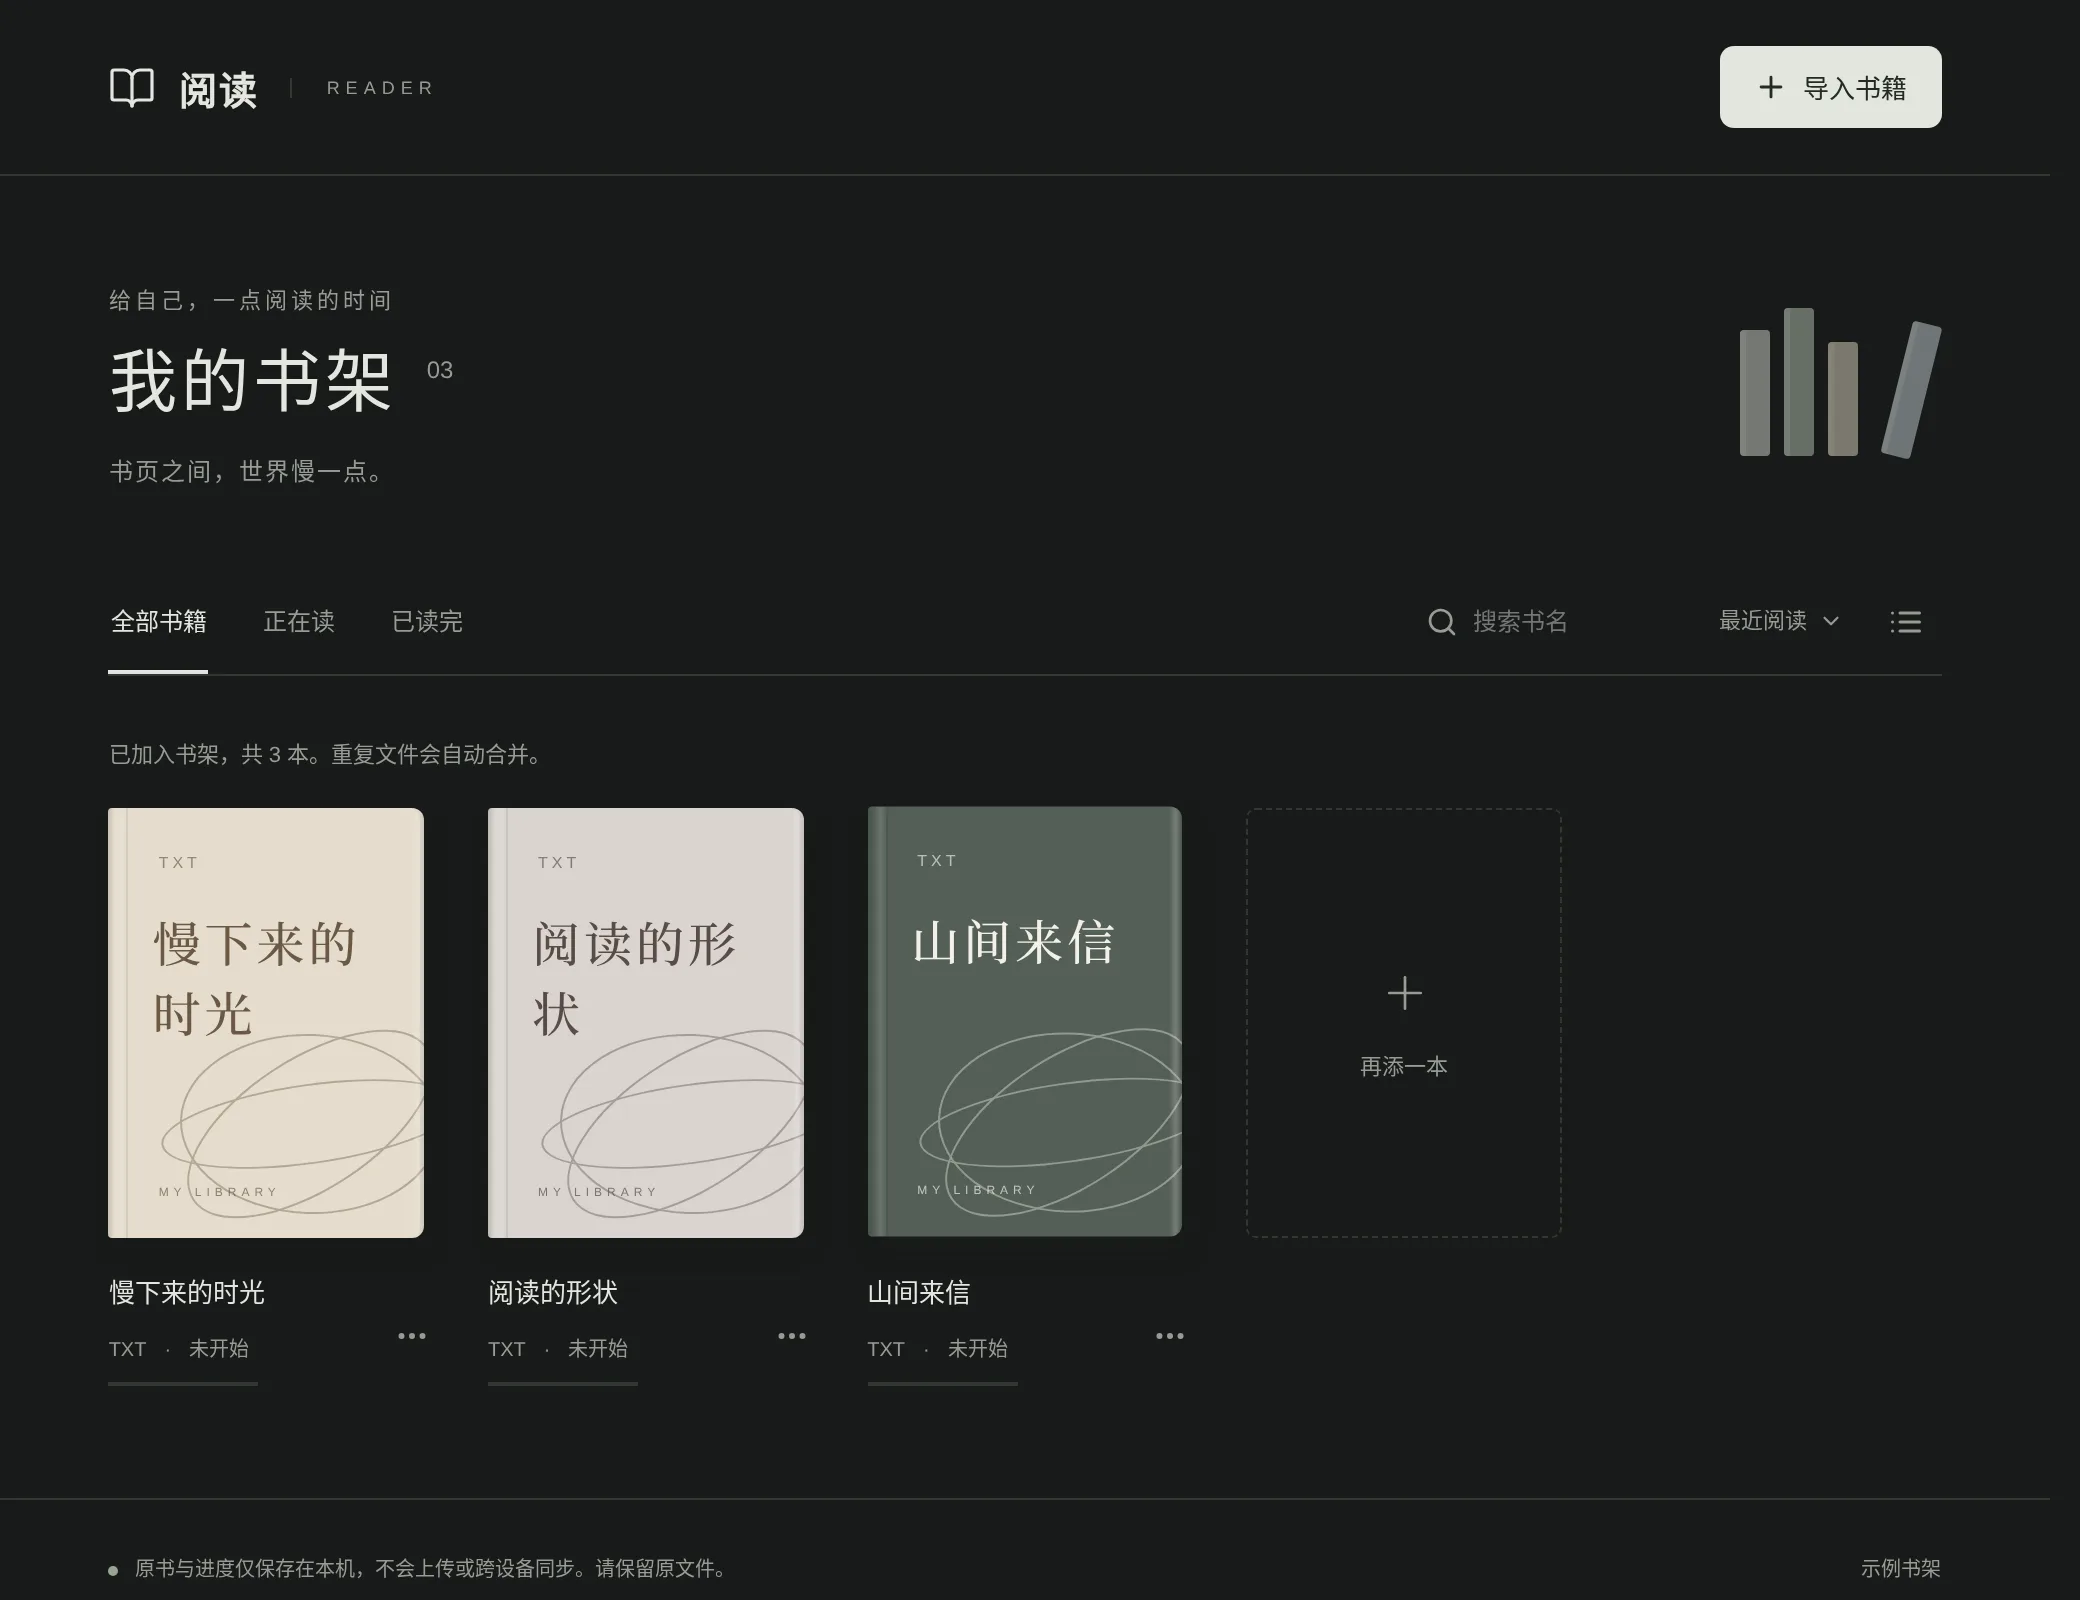 阅读
READER
导入书籍
给自己，一点阅读的时间
我的书架 03
书页之间，世界慢一点。
全部书籍 正在读 已读完 搜索书名 最近阅读
已加入书架，共 3 本。重复文件会自动合并。
TXT
慢下来的
时光
MY LIBRARY
TXT
阅读的形
状
MY LIBRARY
TXT
山间来信
MY LIBRARY
再添一本
慢下来的时光
TXT · 未开始
阅读的形状
TXT · 未开始
山间来信
TXT · 未开始
原书与进度仅保存在本机，不会上传或跨设备同步。请保留原文件。
示例书架